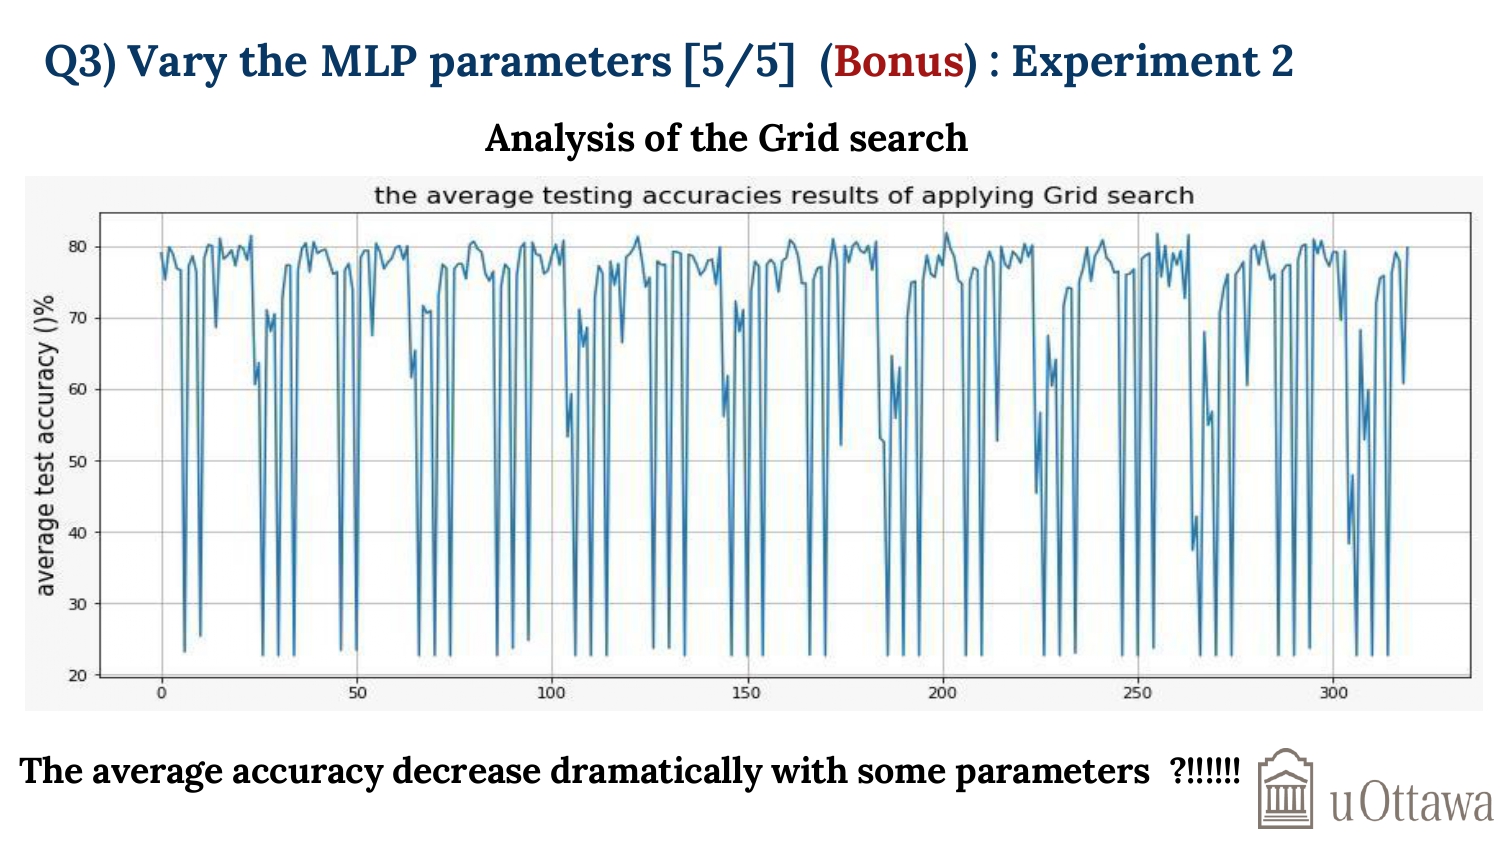 Q3) Vary the MLP parameters [5/5] (Bonus) : Experiment 2
Analysis of the Grid search
the average testing accuracies results of applying Grid search
average test accuracy ()%
80
70
60
50
40
30
20
0 50 100 150 200 250 300
The average accuracy decrease dramatically with some parameters ?!!!!!!
uOttawa